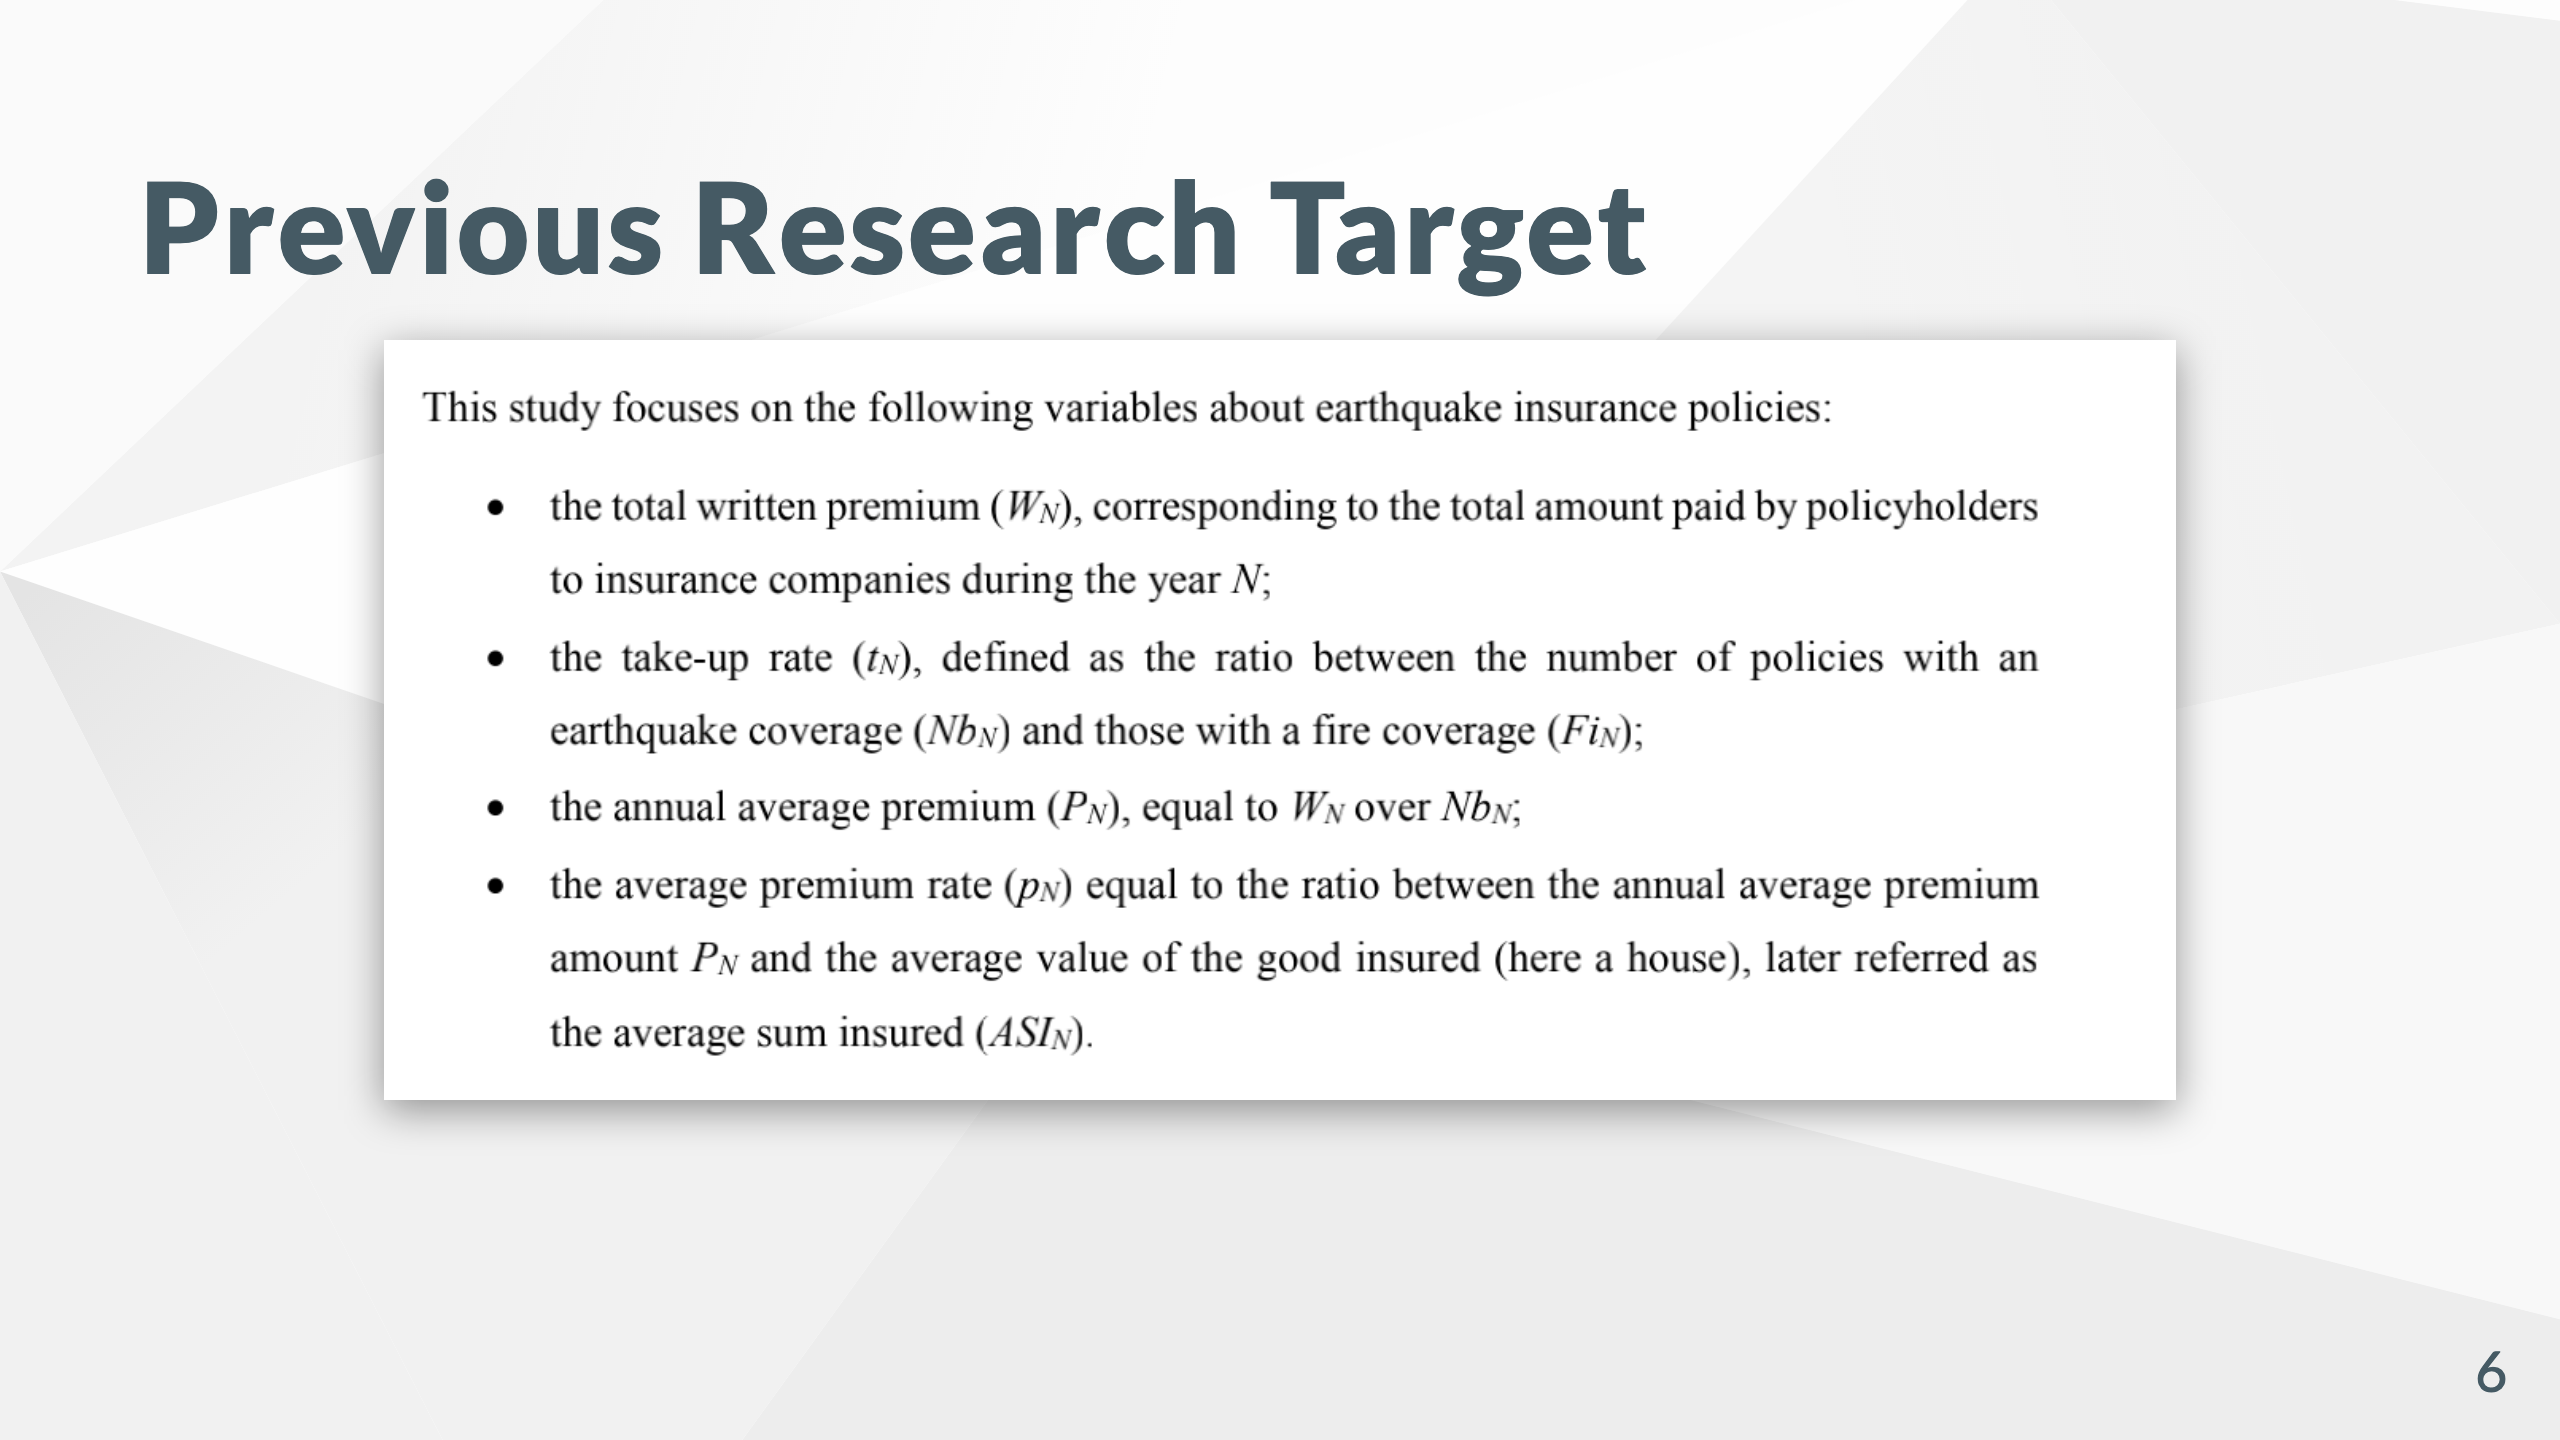 Previous Research Target
This study focuses on the following variables about earthquake insurance policies:
• the total written premium (WN), corresponding to the total amount paid by policyholders
to insurance companies during the year N;
• the take-up rate (tN), defined as the ratio between the number of policies with an
earthquake coverage (NbN) and those with a fire coverage (FiN);
• the annual average premium (PN), equal to WN over NbN;
• the average premium rate (pN) equal to the ratio between the annual average premium
amount PN and the average value of the good insured (here a house), later referred as
the average sum insured (ASIN).
6